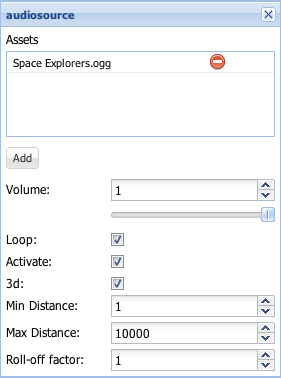 audiosource
Assets
Space Explorers.ogg
Add
Volume: 1
Loop:
Activate:
3d:
Min Distance: 1
Max Distance: 10000
Roll-off factor: 1